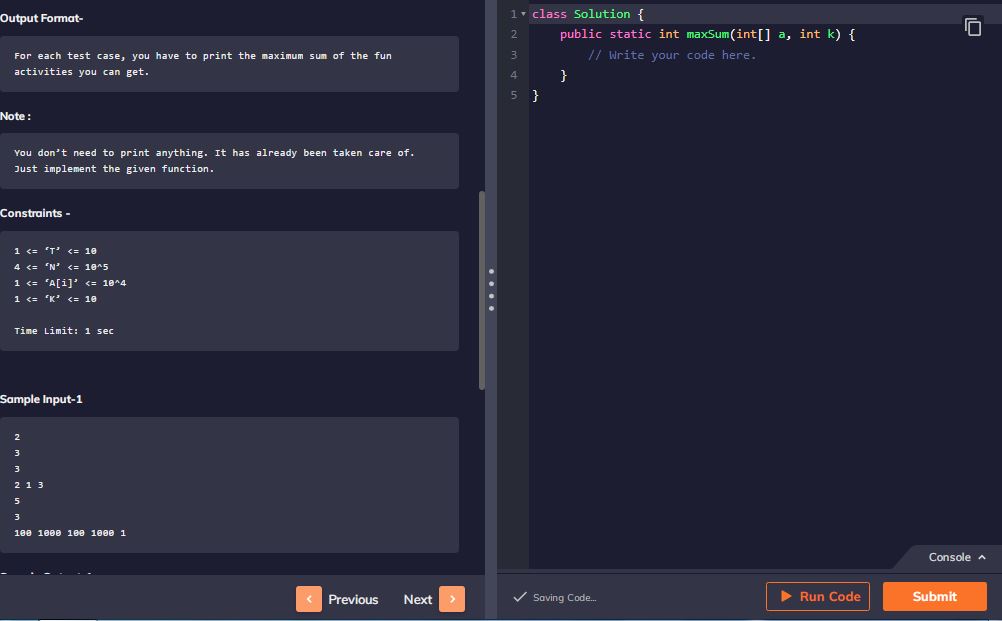 Output Format-
For each test case, you have to print the maximum sum of the fun
activities you can get.
Note :
You don’t need to print anything. It has already been taken care of.
Just implement the given function.
Constraints -
1 <= ‘T’ <= 10
4 <= ‘N’ <= 10^5
1 <= ‘A[i]’ <= 10^4
1 <= ‘K’ <= 10
Time Limit: 1 sec
Sample Input-1
2
3
3
2 1 3
5
3
100 1000 100 1000 1
Previous
Next
1 class Solution {
2 public static int maxSum(int[] a, int k) {
3 // Write your code here.
4 }
5 }
Console
Saving Code...
Run Code
Submit